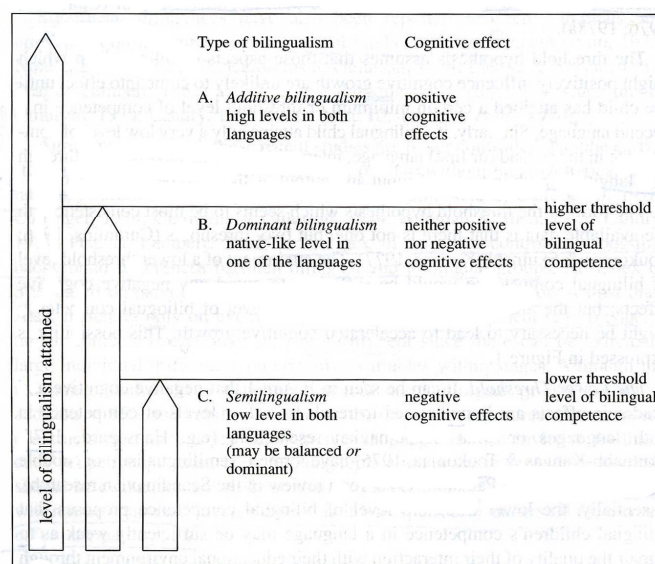 Type of bilingualism Cognitive effect
A. Additive bilingualism positive
high levels in both cognitive
languages effects
higher threshold
B. Dominant bilingualism neither positive level of
native-like level in nor negative bilingual
one of the languages cognitive effects competence
lower threshold
C. Semilingualism negative level of bilingual
low level in both cognitive effects competence
languages
(may be balanced or
dominant)
level of bilingualism attained